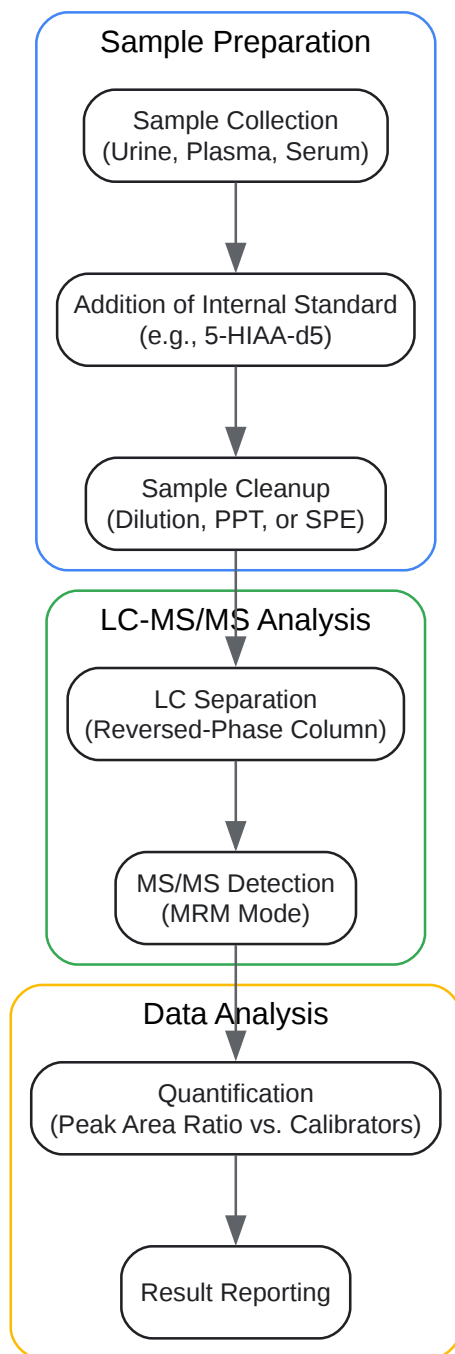 Sample Preparation
Sample Collection
(Urine, Plasma, Serum)
Addition of Internal Standard
(e.g., 5-HIAA-d5)
Sample Cleanup
(Dilution, PPT, or SPE)
LC-MS/MS Analysis
LC Separation
(Reversed-Phase Column)
MS/MS Detection
(MRM Mode)
Data Analysis
Quantification
(Peak Area Ratio vs. Calibrators)
Result Reporting